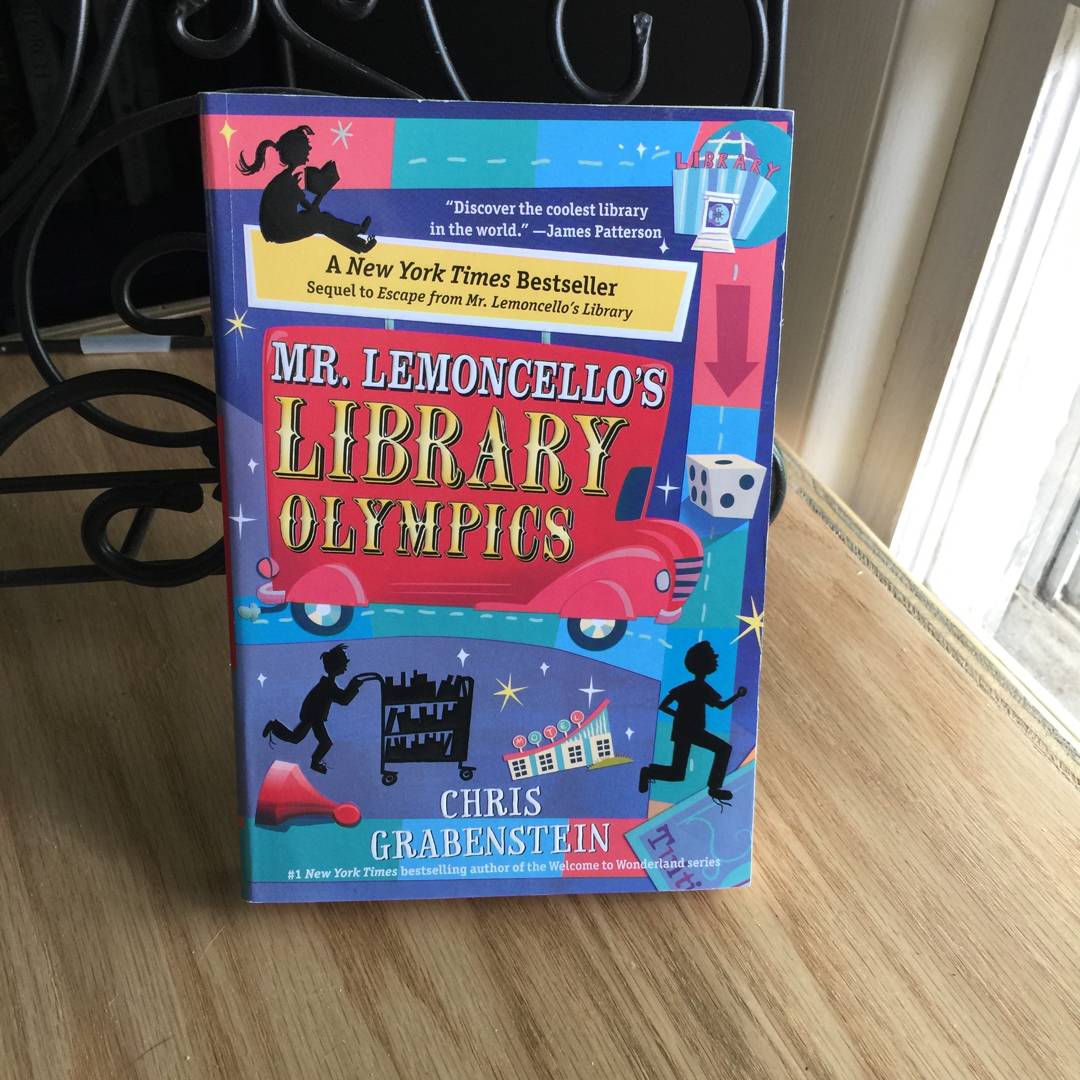 LIBRARY
“Discover the coolest library
in the world.” —James Patterson
A New York Times Bestseller
Sequel to Escape from Mr. Lemoncello’s Library
MR. LEMONCELLO’S
LIBRARY
OLYMPICS
MOTEL
CHRIS
GRABENSTEIN
#1 New York Times bestselling author of the Welcome to Wonderland series